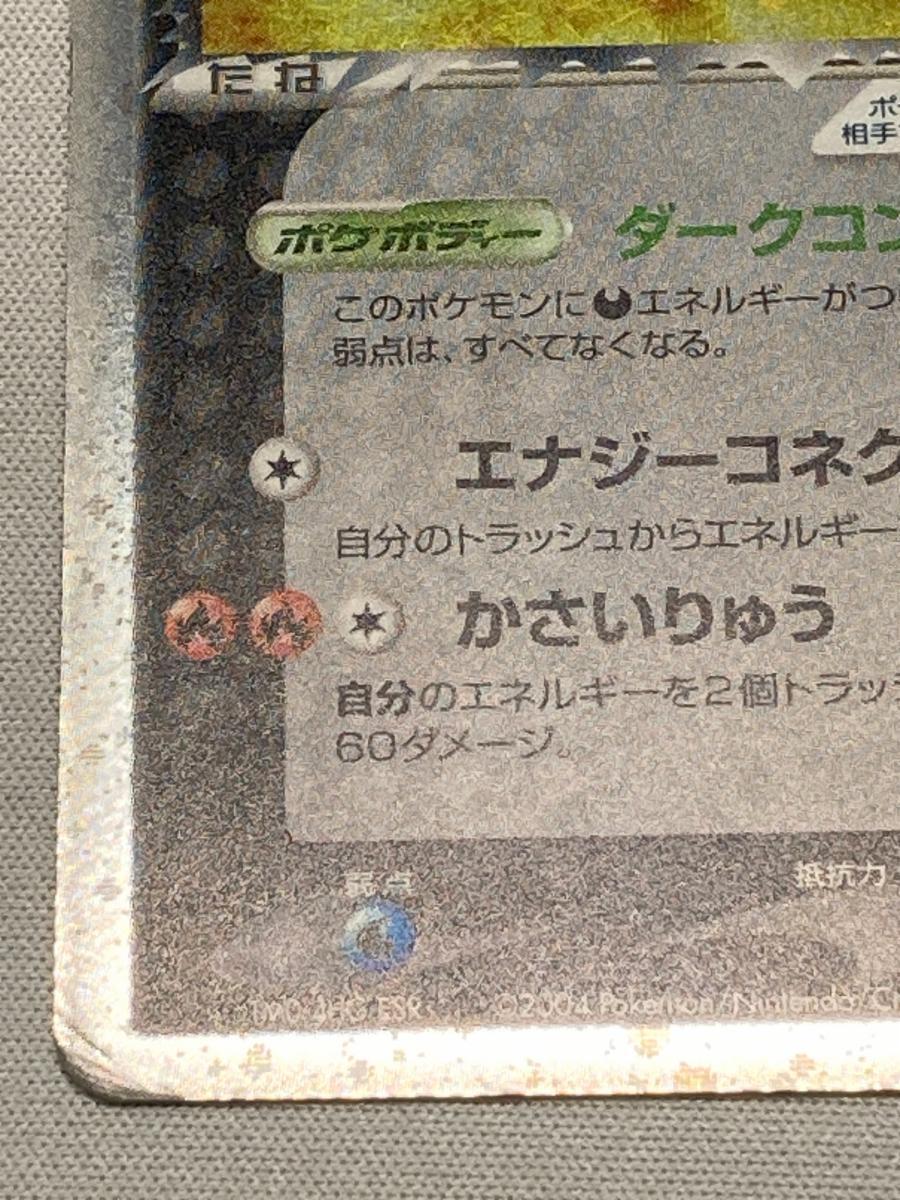 たね
ポ
相手
ポケボディー ダークコン
このポケモンにエネルギーがつ
弱点は、すべてなくなる。
エナジーコネク
自分のトラッシュからエネルギー
かさいりゅう
自分のエネルギーを2個トラッシ
60ダメージ。
弱点 抵抗力
©2004 Pokémon/Nintendo/Cr